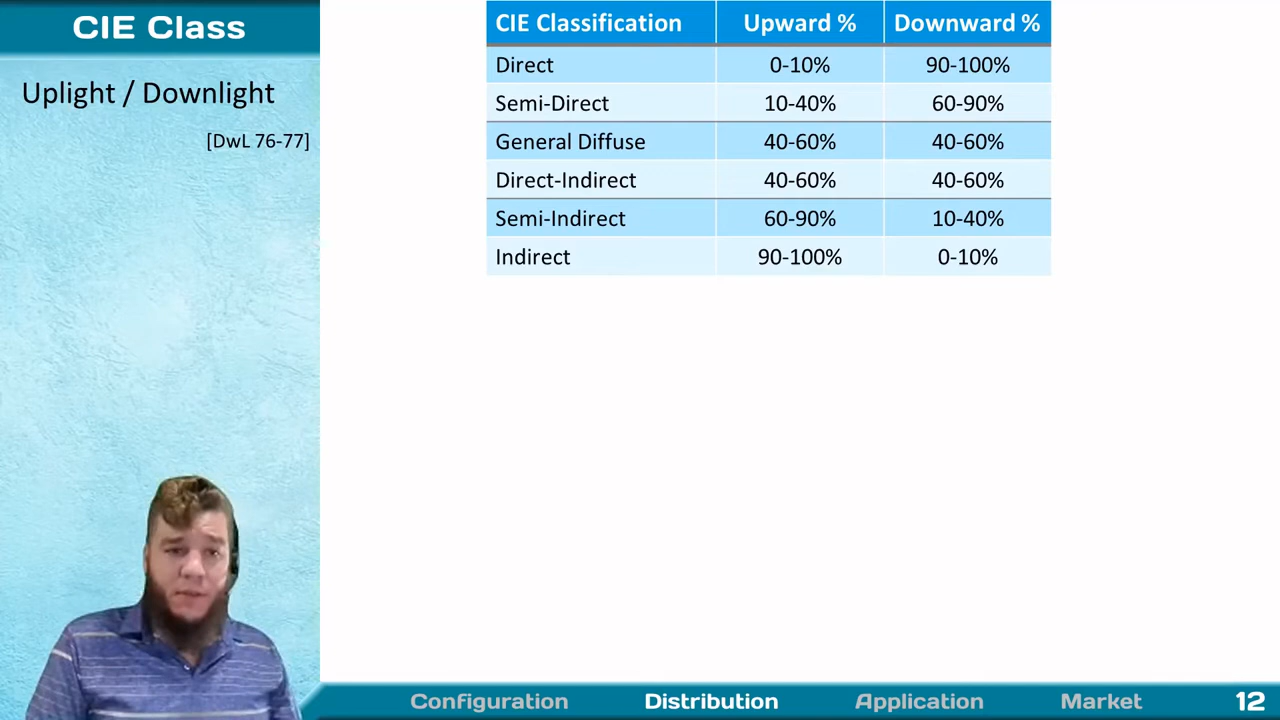 CIE Class
Uplight / Downlight
[DwL 76-77]
CIE Classification Upward % Downward %
Direct 0-10% 90-100%
Semi-Direct 10-40% 60-90%
General Diffuse 40-60% 40-60%
Direct-Indirect 40-60% 40-60%
Semi-Indirect 60-90% 10-40%
Indirect 90-100% 0-10%
Configuration Distribution Application Market 12